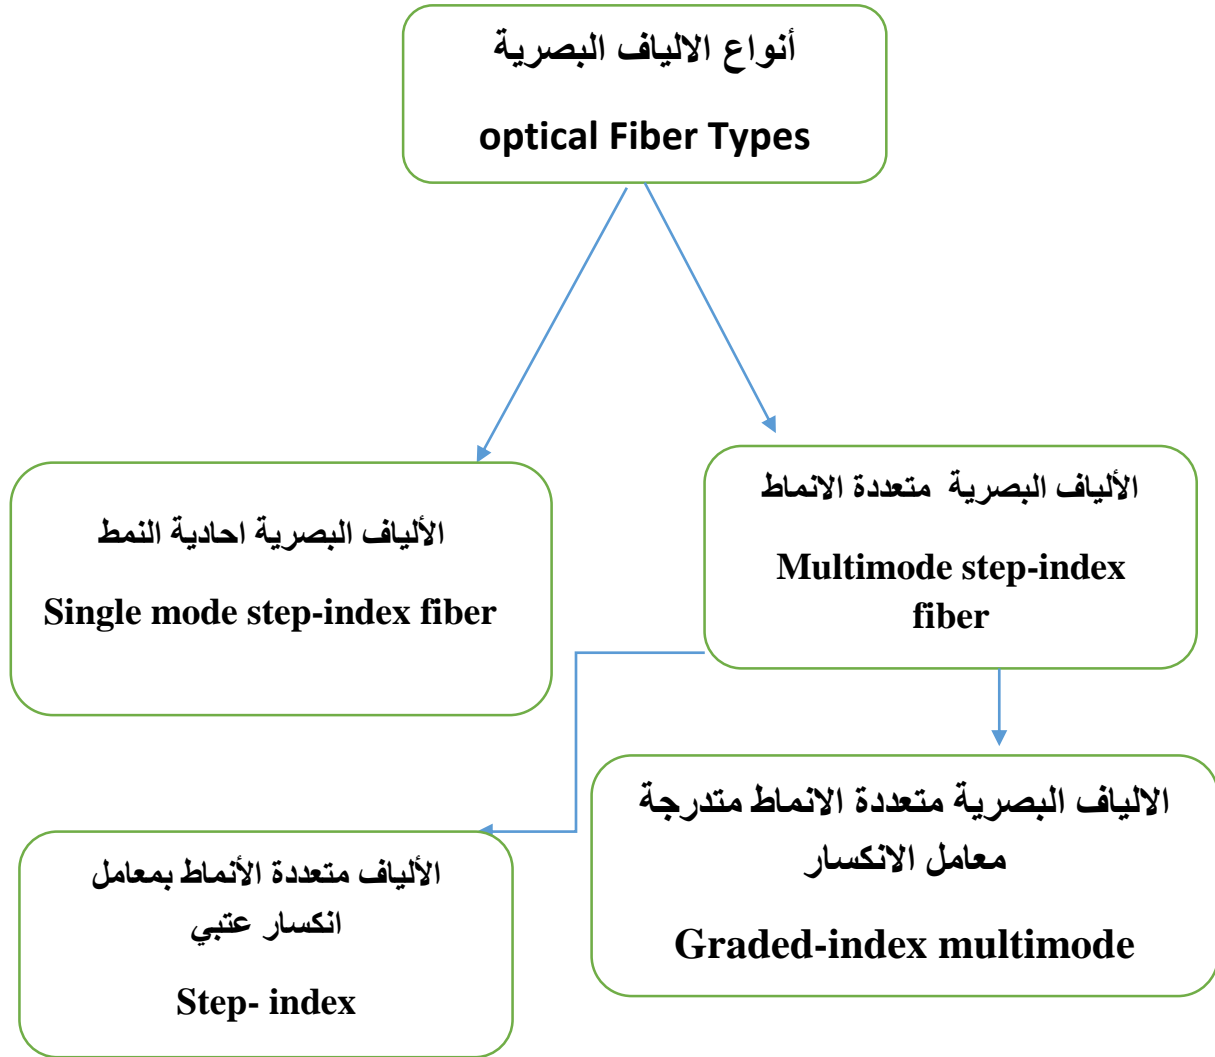 أنواع الالياف البصرية
optical Fiber Types
الألياف البصرية احادية النمط
Single mode step-index fiber
الألياف البصرية متعددة الانماط
Multimode step-index
fiber
الألياف متعددة الأنماط بمعامل
انكسار عتبي
Step- index
الالياف البصرية متعددة الانماط متدرجة
معامل الانكسار
Graded-index multimode